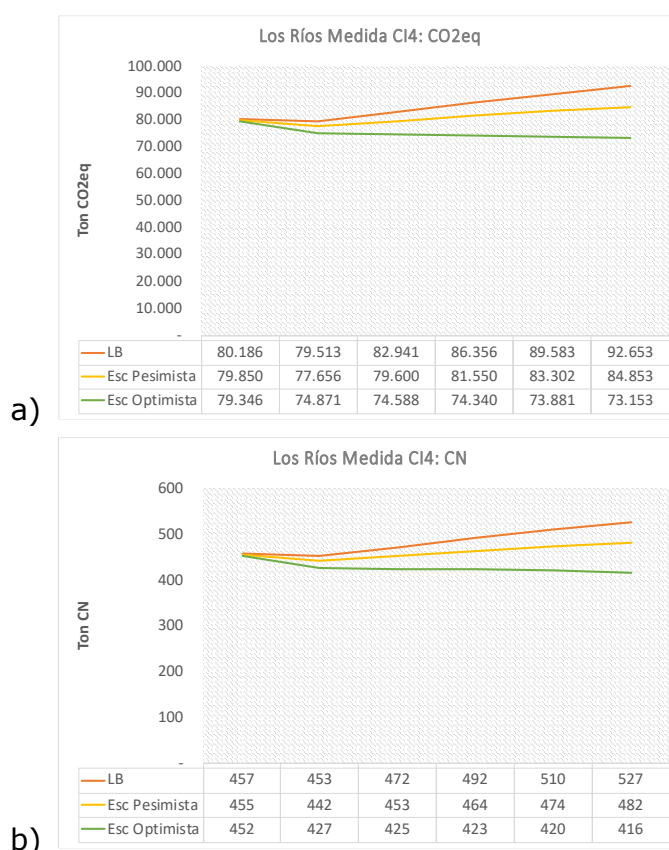 Los Ríos Medida CI4: CO2eq
100.000
90.000
80.000
70.000
60.000
50.000
40.000
30.000
20.000
10.000
-
Ton CO2eq
LB 80.186 79.513 82.941 86.356 89.583 92.653
Esc Pesimista 79.850 77.656 79.600 81.550 83.302 84.853
Esc Optimista 79.346 74.871 74.588 74.340 73.881 73.153
a)
Los Ríos Medida CI4: CN
600
500
400
300
200
100
-
Ton CN
LB 457 453 472 492 510 527
Esc Pesimista 455 442 453 464 474 482
Esc Optimista 452 427 425 423 420 416
b)